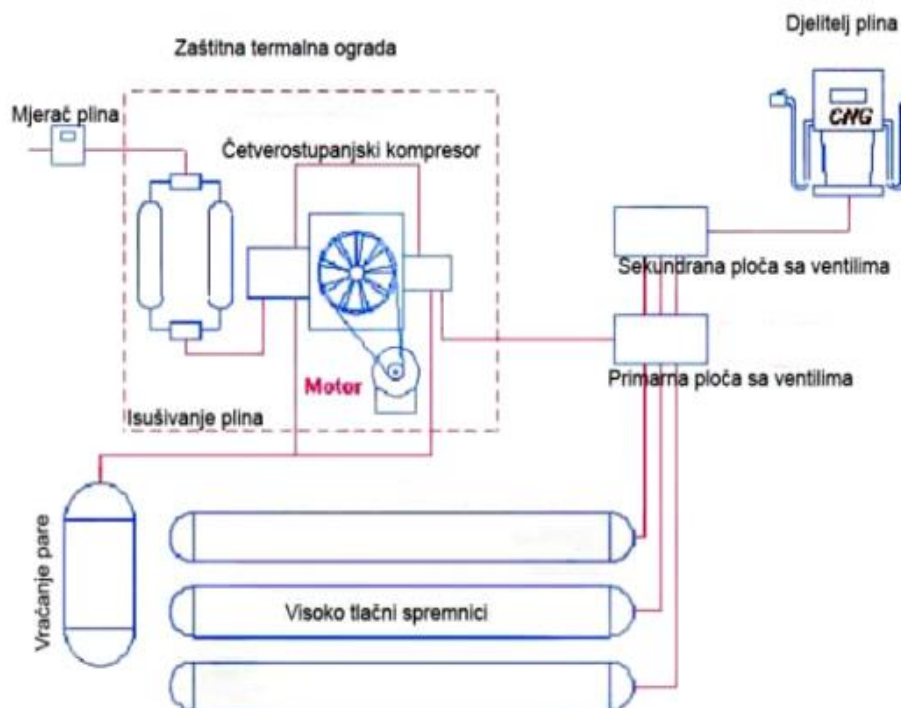 Djelitelj plina
Zaštitna termalna ograda
Mjerač plina
CNG
Četverostupanjski kompresor
Sekundrana ploča sa ventilima
Primarna ploča sa ventilima
Motor
Isušivanje plina
Vraćanje pare
Visoko tlačni spremnici